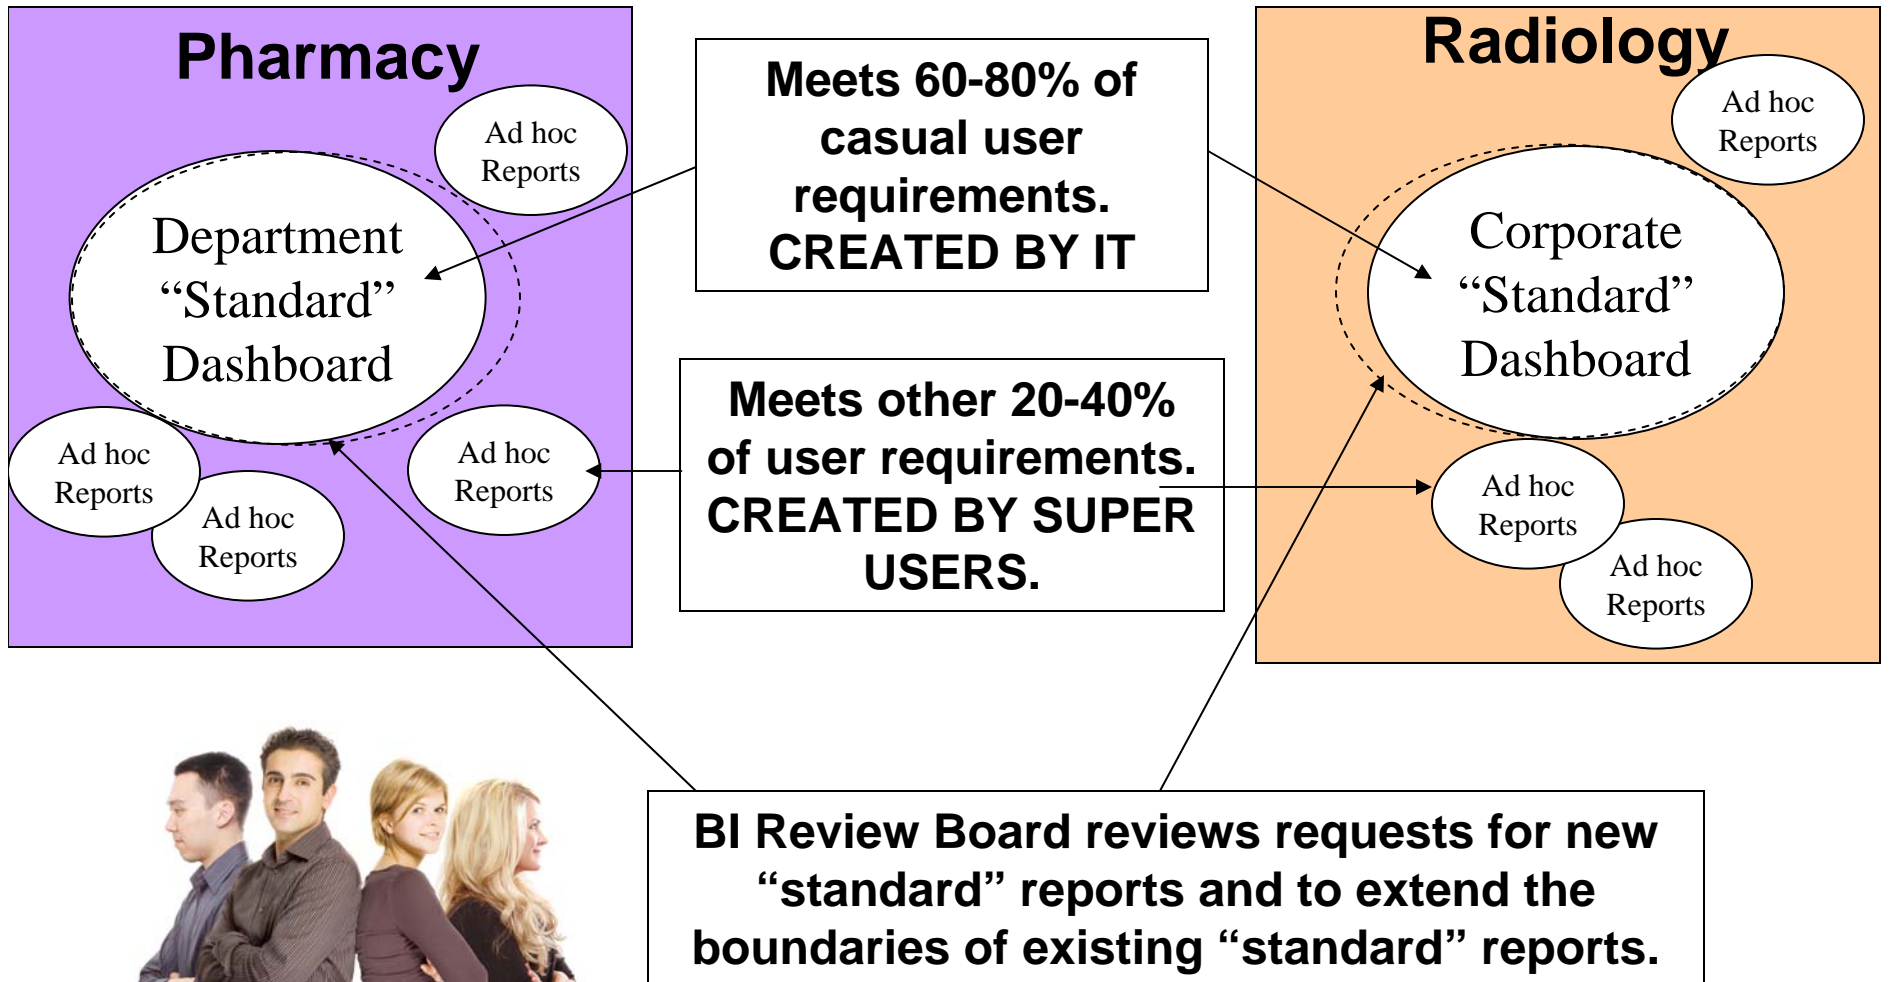 Pharmacy
Ad hoc
Reports
Department
“Standard”
Dashboard
Ad hoc
Reports
Ad hoc
Reports
Ad hoc
Reports
Meets 60-80% of
casual user
requirements.
CREATED BY IT
Meets other 20-40%
of user requirements.
CREATED BY SUPER
USERS.
Radiology
Ad hoc
Reports
Corporate
“Standard”
Dashboard
Ad hoc
Reports
Ad hoc
Reports
BI Review Board reviews requests for new
“standard” reports and to extend the
boundaries of existing “standard” reports.